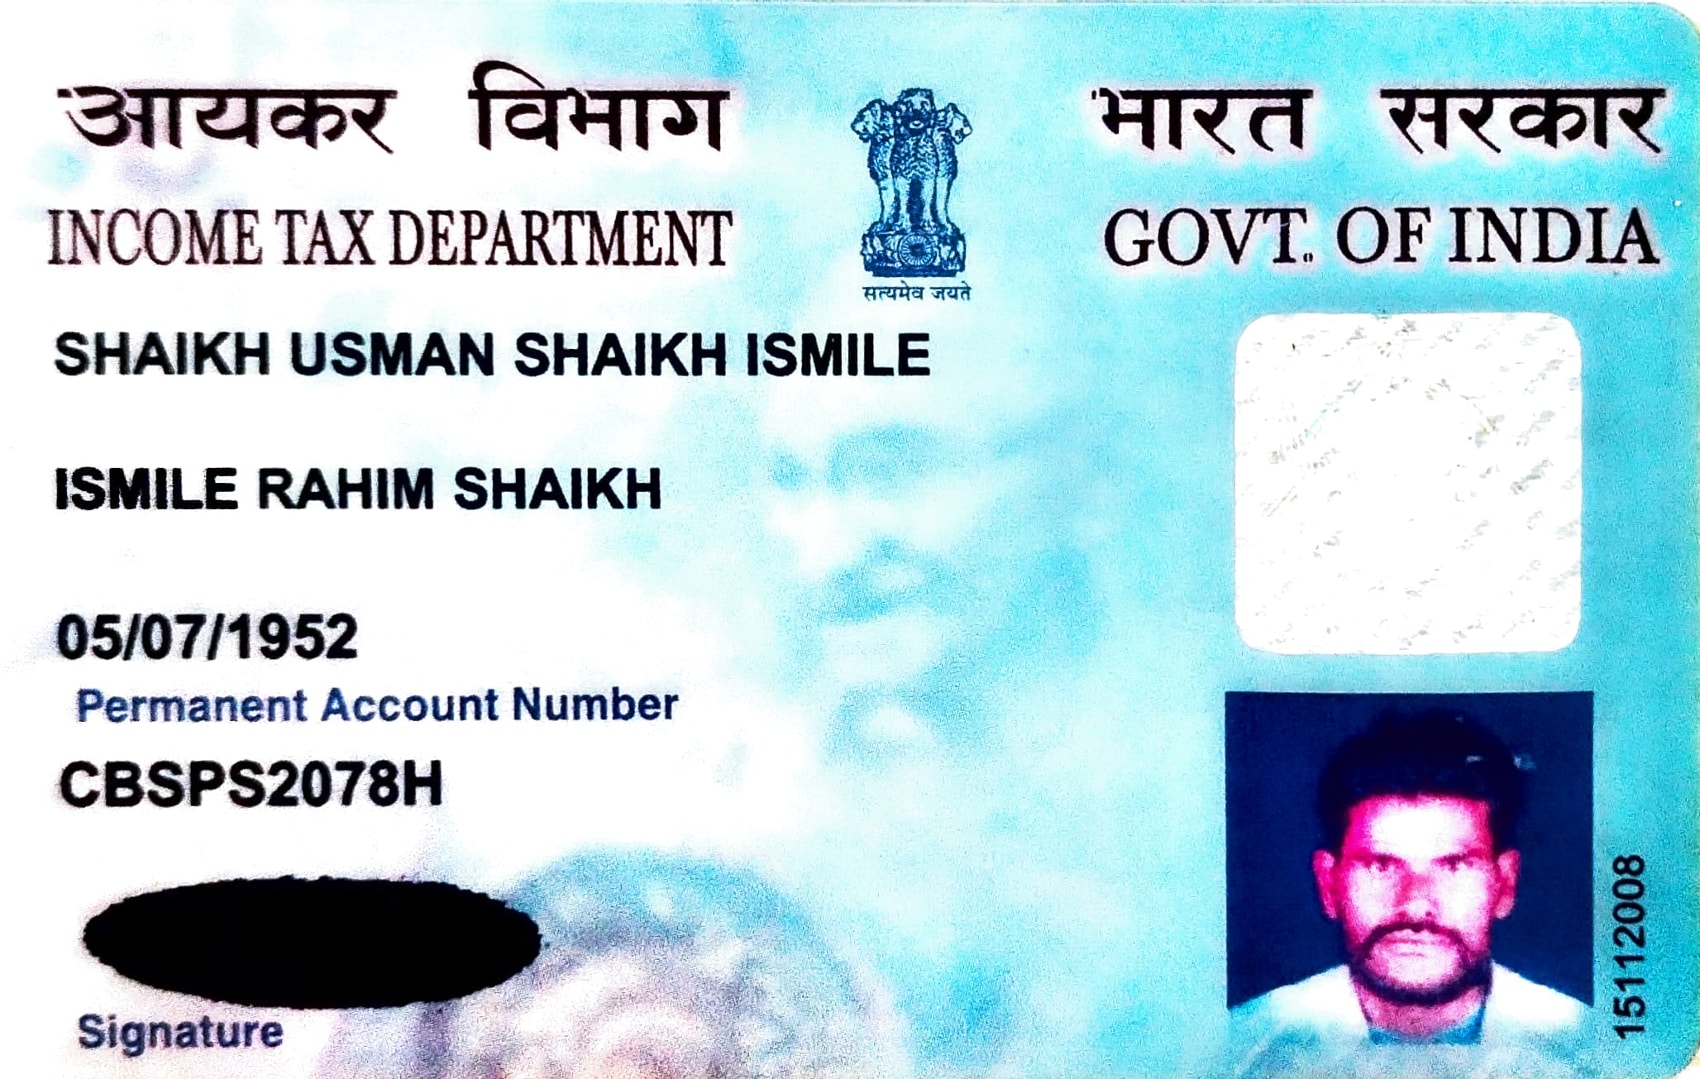 आयकर विभाग
भारत सरकार
INCOME TAX DEPARTMENT
GOVT. OF INDIA
सत्यमेव जयते
SHAIKH USMAN SHAIKH ISMILE
ISMILE RAHIM SHAIKH
05/07/1952
Permanent Account Number
CBSPS2078H
Signature
15112008